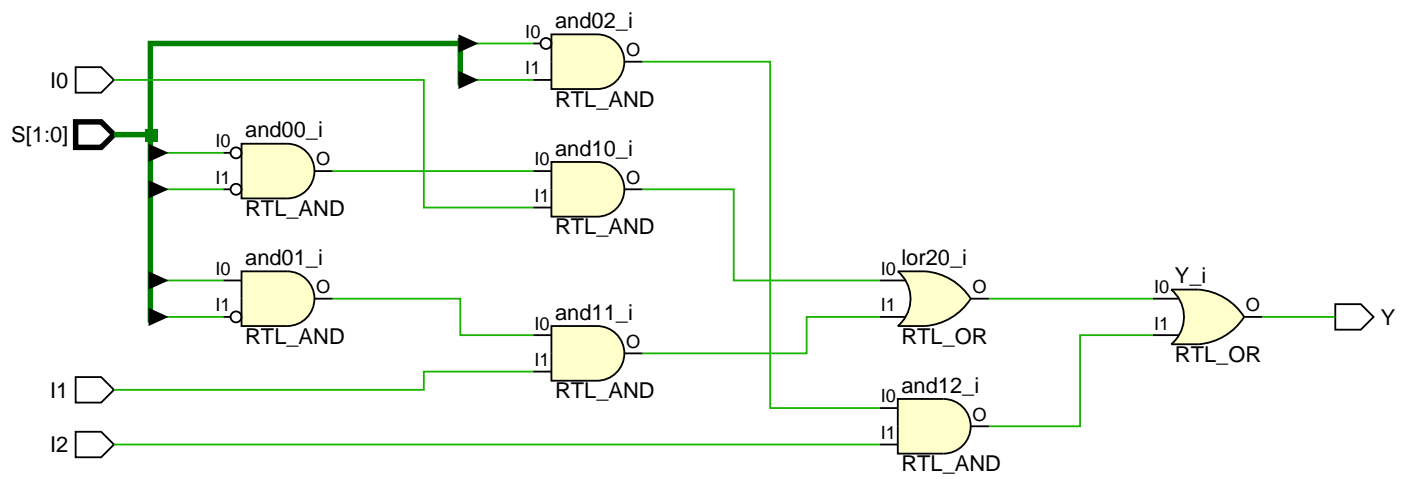 and02_i
I0
I1
O
RTL_AND
I0
S[1:0]
and00_i
I0
I1
O
RTL_AND
and10_i
I0
I1
O
RTL_AND
and01_i
I0
I1
O
RTL_AND
and11_i
I0
I1
O
RTL_AND
lor20_i
I0
I1
O
RTL_OR
Y_i
I0
I1
O
RTL_OR
Y
I1
I2
and12_i
I0
I1
O
RTL_AND